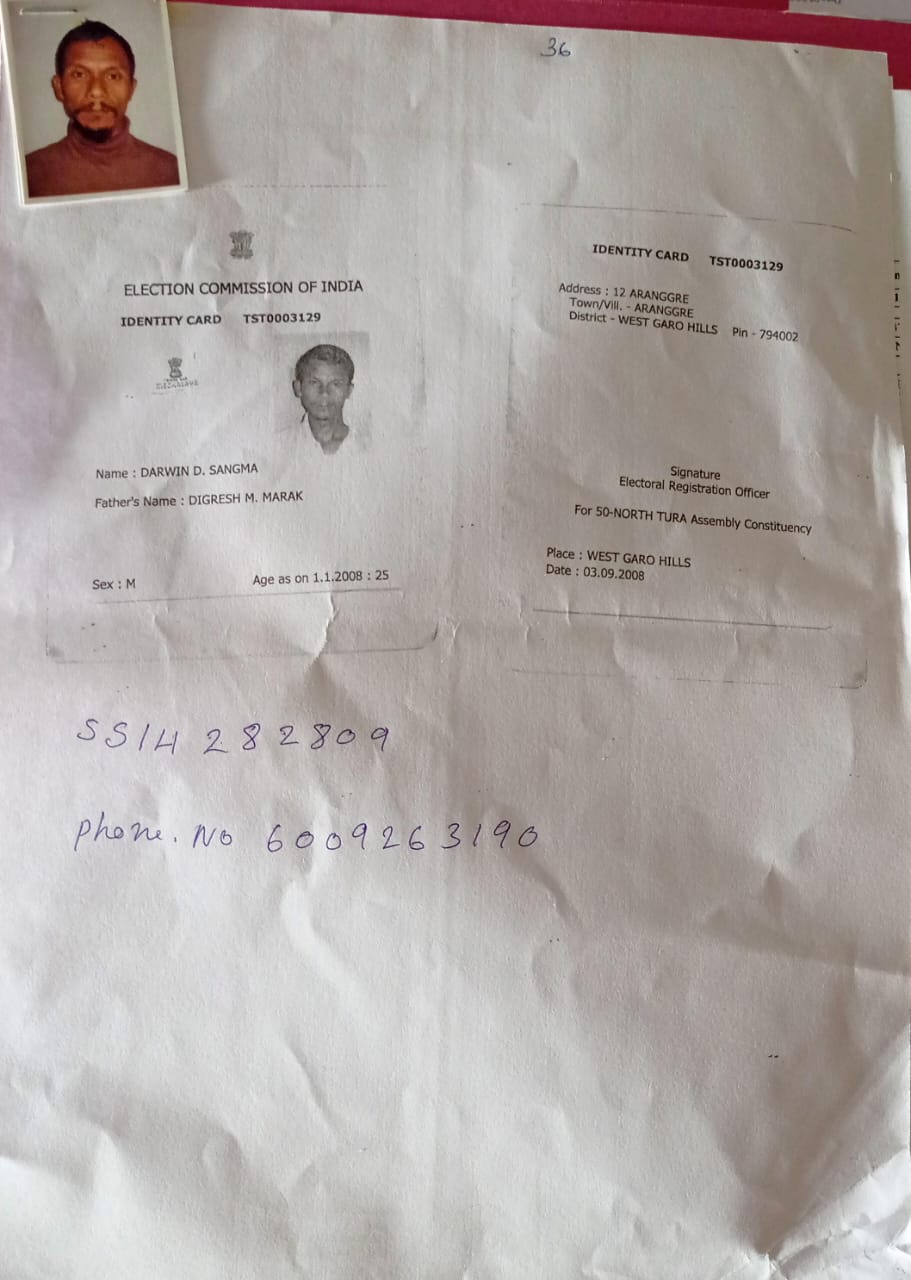 36
ELECTION COMMISSION OF INDIA
IDENTITY CARD TST0003129
Name : DARWIN D. SANGMA
Father's Name : DIGRESH M. MARAK
Sex : M Age as on 1.1.2008 : 25
IDENTITY CARD TST0003129
Address : 12 ARANGGRE
Town/Vill. - ARANGGRE
District - WEST GARO HILLS Pin - 794002
Signature
Electoral Registration Officer
For 50-NORTH TURA Assembly Constituency
Place : WEST GARO HILLS
Date : 03.09.2008
SS14 282809
phone. No 6009263190